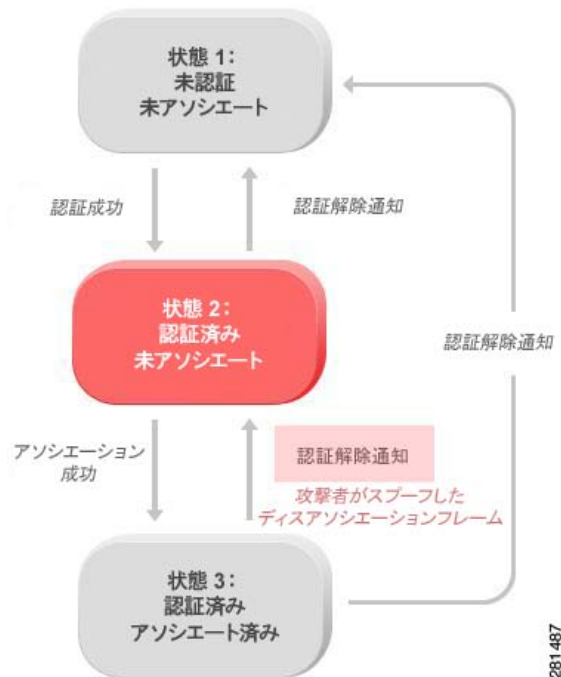 状態 1：
未認証
未アソシエート
認証成功
認証解除通知
状態 2：
認証済み
未アソシエート
認証解除通知
アソシエーション
成功
認証解除通知
攻撃者がスプーフした
ディスアソシエーションフレーム
状態 3：
認証済み
アソシエート済み
281487